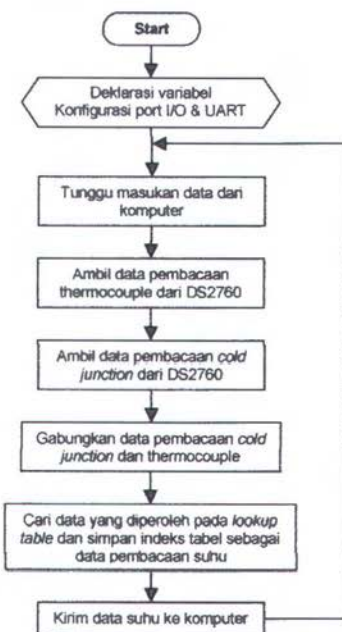 Start
Deklarasi variabel
Konfigurasi port I/O & UART
Tunggu masukan data dari
komputer
Ambil data pembacaan
thermocouple dari DS2760
Ambil data pembacaan cold
junction dari DS2760
Gabungkan data pembacaan cold
junction dan thermocouple
Cari data yang diperoleh pada lookup
table dan simpan indeks tabel sebagai
data pembacaan suhu
Kirim data suhu ke komputer